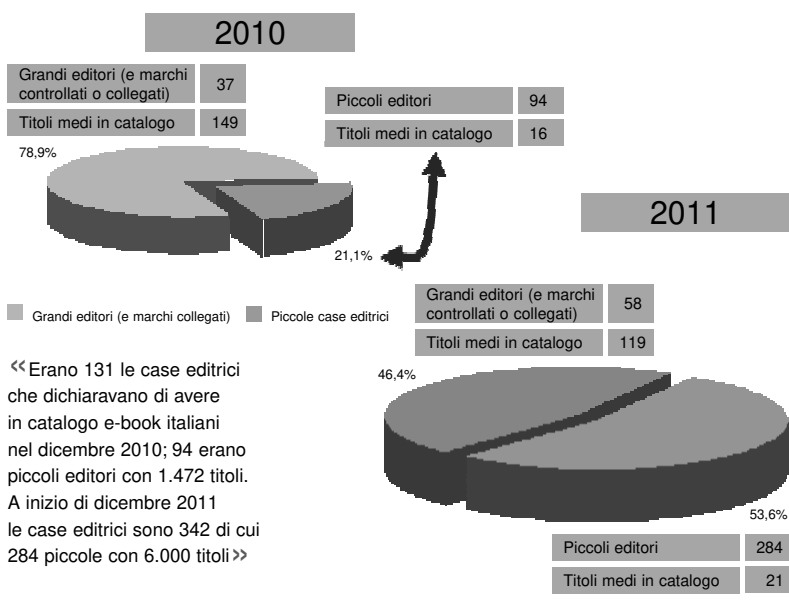 2010
Grandi editori (e marchi
controllati o collegati) 37
Titoli medi in catalogo 149
78,9%
Piccoli editori 94
Titoli medi in catalogo 16
21,1%
Grandi editori (e marchi collegati) Piccole case editrici
2011
Grandi editori (e marchi
controllati o collegati) 58
Titoli medi in catalogo 119
46,4%
53,6%
Piccoli editori 284
Titoli medi in catalogo 21
«Erano 131 le case editrici
che dichiaravano di avere
in catalogo e-book italiani
nel dicembre 2010; 94 erano
piccoli editori con 1.472 titoli.
A inizio di dicembre 2011
le case editrici sono 342 di cui
284 piccole con 6.000 titoli»